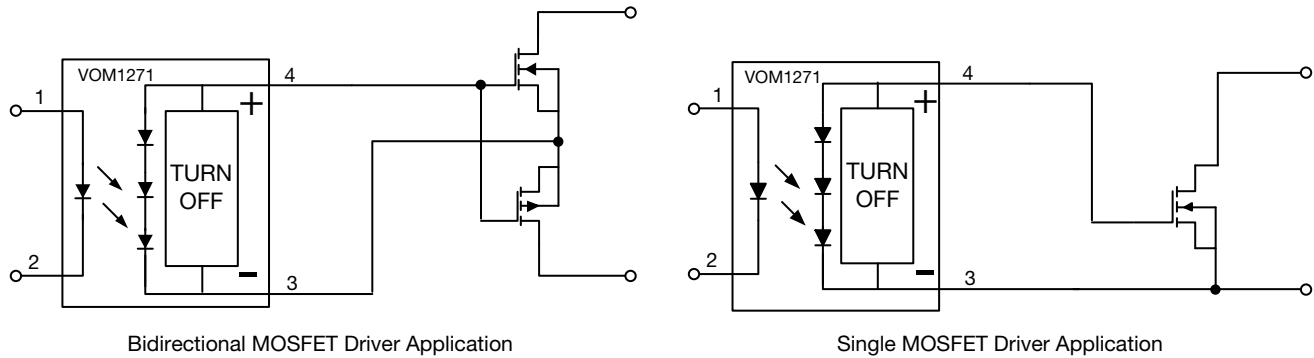 VOM1271
4
1
+
TURN
OFF
2
−
3
Bidirectional MOSFET Driver Application
VOM1271
4
1
+
TURN
OFF
2
−
3
Single MOSFET Driver Application